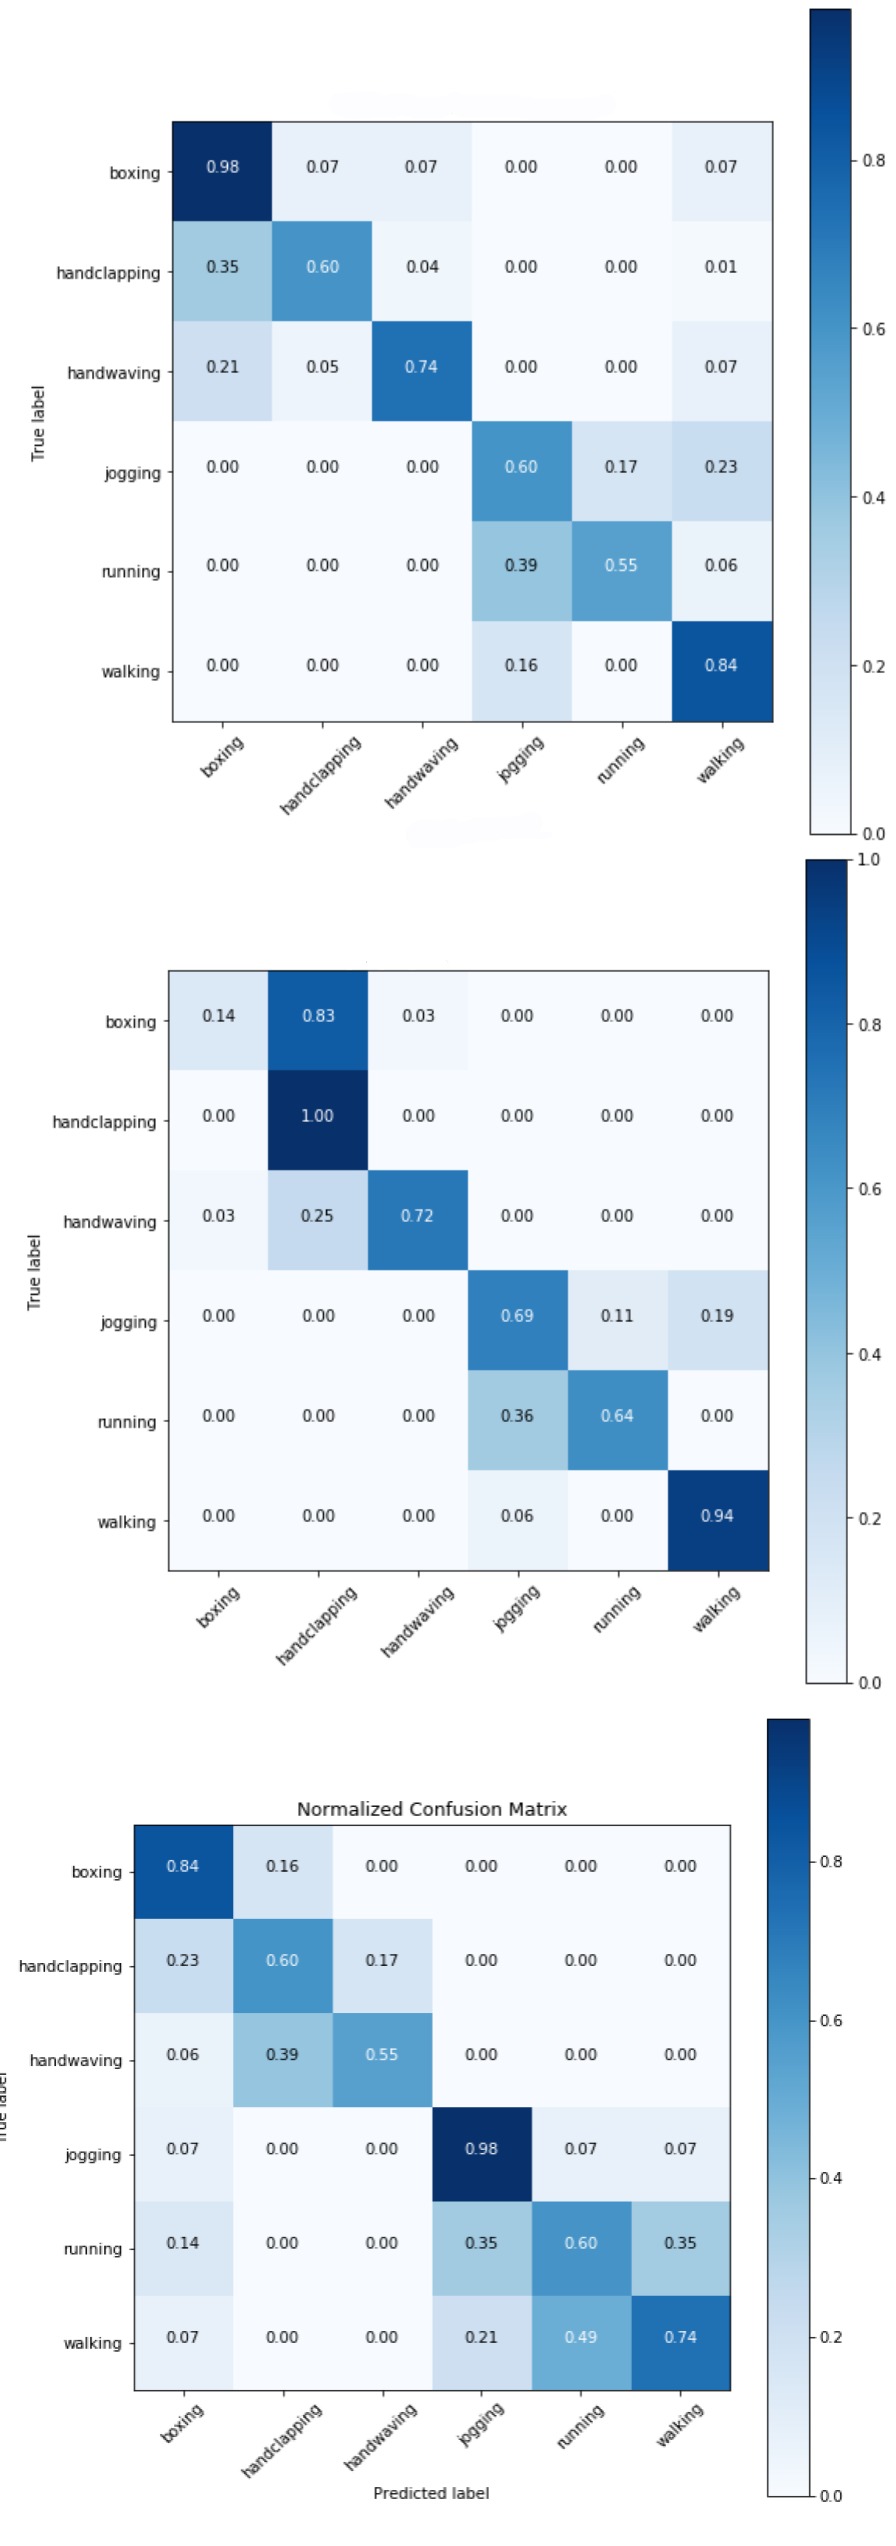 0.8
boxing 0.98 0.07 0.07 0.00 0.00 0.07
handclapping 0.35 0.60 0.04 0.00 0.00 0.01
0.6
handwaving 0.21 0.05 0.74 0.00 0.00 0.07
True label
jogging 0.00 0.00 0.00 0.60 0.17 0.23
0.4
running 0.00 0.00 0.00 0.39 0.55 0.06
walking 0.00 0.00 0.00 0.16 0.00 0.84
0.2
boxing handclapping handwaving jogging running walking
0.0
1.0
boxing 0.14 0.83 0.03 0.00 0.00 0.00
0.8
handclapping 0.00 1.00 0.00 0.00 0.00 0.00
0.6
handwaving 0.03 0.25 0.72 0.00 0.00 0.00
True label
jogging 0.00 0.00 0.00 0.69 0.11 0.19
0.4
running 0.00 0.00 0.00 0.36 0.64 0.00
walking 0.00 0.00 0.00 0.06 0.00 0.94
0.2
boxing handclapping handwaving jogging running walking
0.0
Normalized Confusion Matrix
boxing 0.84 0.16 0.00 0.00 0.00 0.00
0.8
handclapping 0.23 0.60 0.17 0.00 0.00 0.00
0.6
handwaving 0.06 0.39 0.55 0.00 0.00 0.00
True label
jogging 0.07 0.00 0.00 0.98 0.07 0.07
0.4
running 0.14 0.00 0.00 0.35 0.60 0.35
walking 0.07 0.00 0.00 0.21 0.49 0.74
0.2
boxing handclapping handwaving jogging running walking
Predicted label
0.0